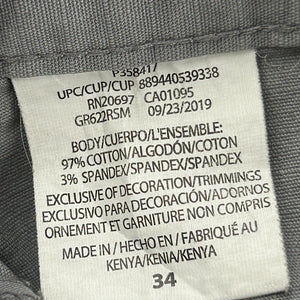 P35841/
UPC/CUP/CUP 889440539338
RN20697 CA01095
GR622RSM 09/23/2019
BODY/CUERPO/L'ENSEMBLE:
97% COTTON/ALGODÓN/COTON
3% SPANDEX/SPANDEX/SPANDEX
EXCLUSIVE OF DECORATION/TRIMMINGS
EXCLUSIVO PARA DECORACIÓN/ADORNOS
ORNEMENT ET GARNITURE NON COMPRIS
MADE IN / HECHO EN / FABRIQUÉ AU
KENYA/KENIA/KENYA
34